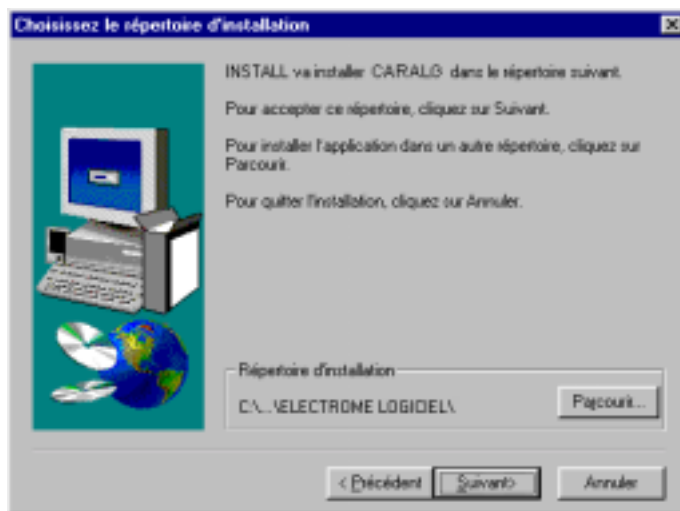 Choisissez le répertoire d'installation
INSTALL va installer CARALG dans le répertoire suivant.
Pour accepter ce répertoire, cliquez sur Suivant.
Pour installer l'application dans un autre répertoire, cliquez sur
Parcourir.
Pour quitter l'installation, cliquez sur Annuler.
Répertoire d'installation
C:\...\ELECTROME LOGICIEL\
Parcourir...
< Précédent
Suivant>
Annuler